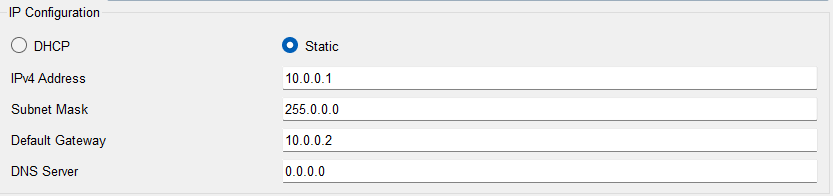 IP Configuration
DHCP Static
IPv4 Address 10.0.0.1
Subnet Mask 255.0.0.0
Default Gateway 10.0.0.2
DNS Server 0.0.0.0